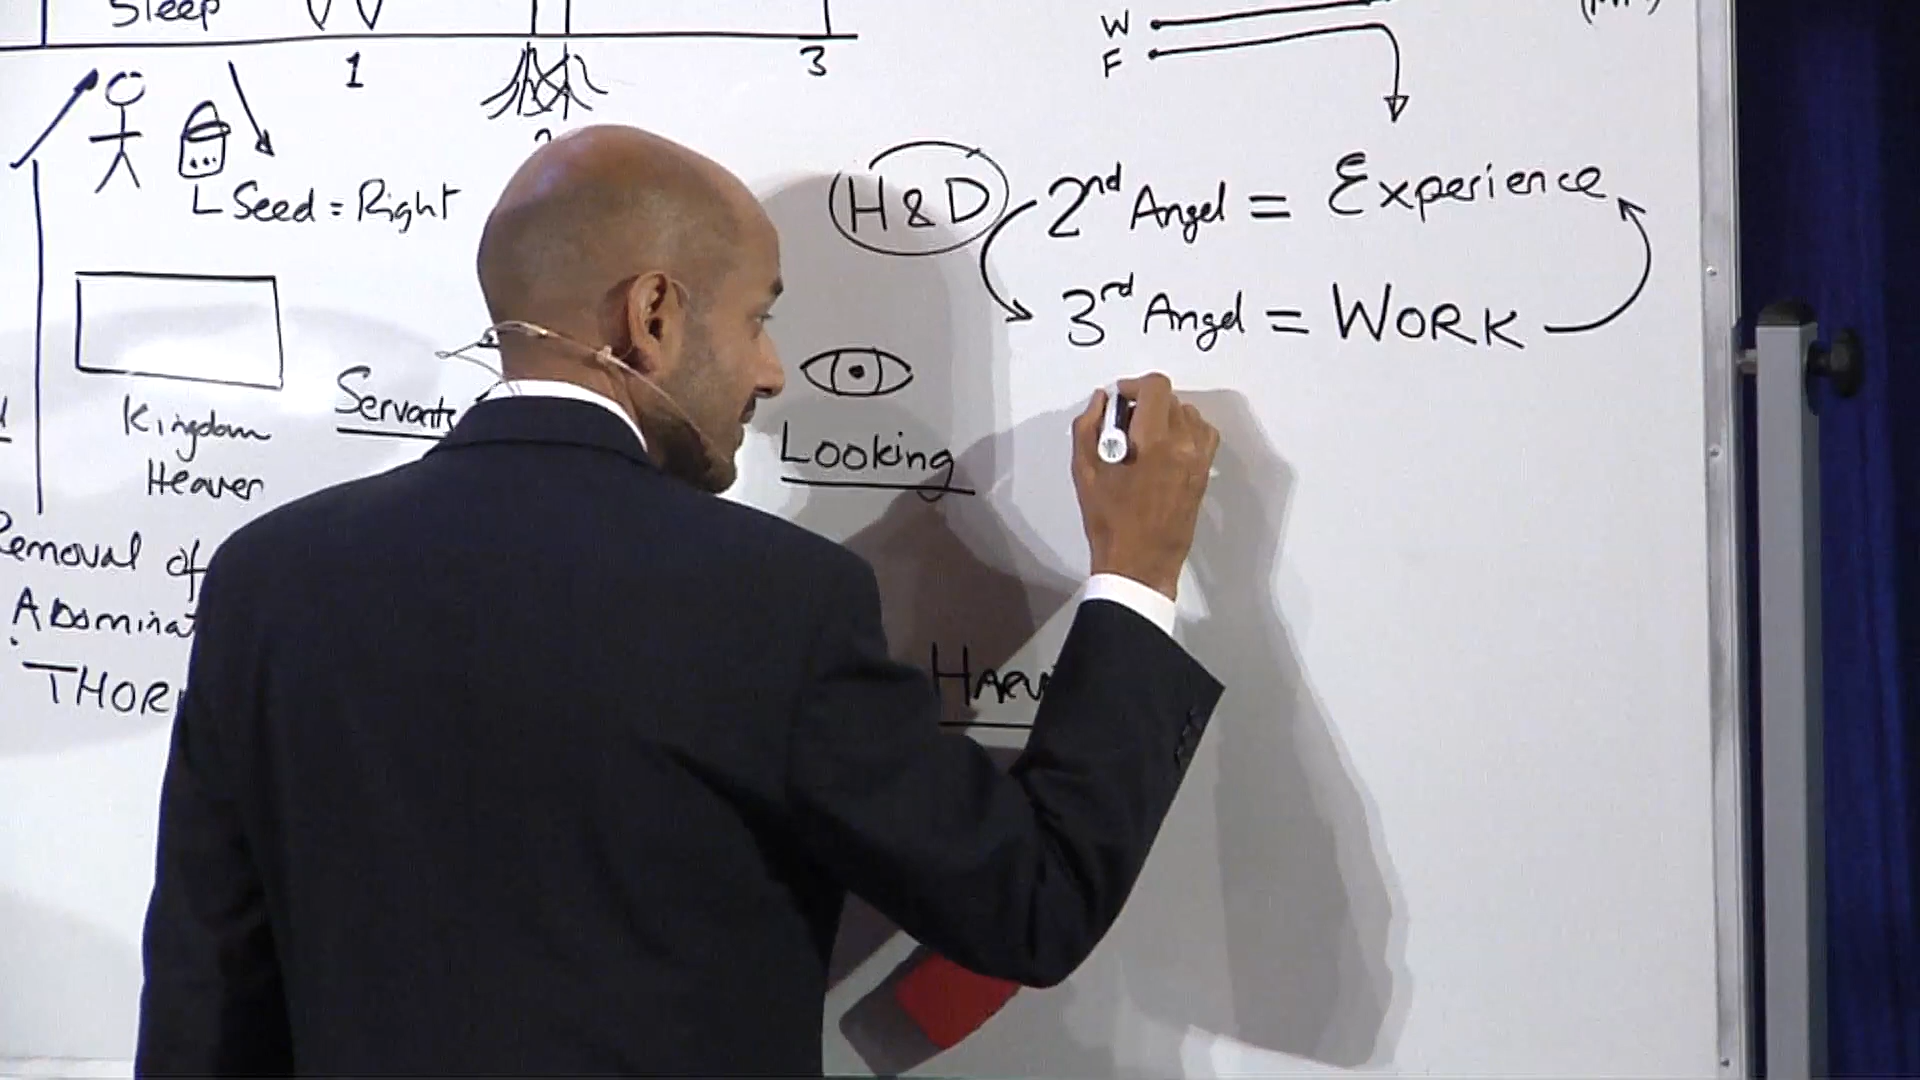 Sleep
1
3
W
F
L Seed = Right
H & D
2nd Angel = Experience
3rd Angel = WORK
Kingdom
Heaven
Servants
Looking
Removal of
THOR